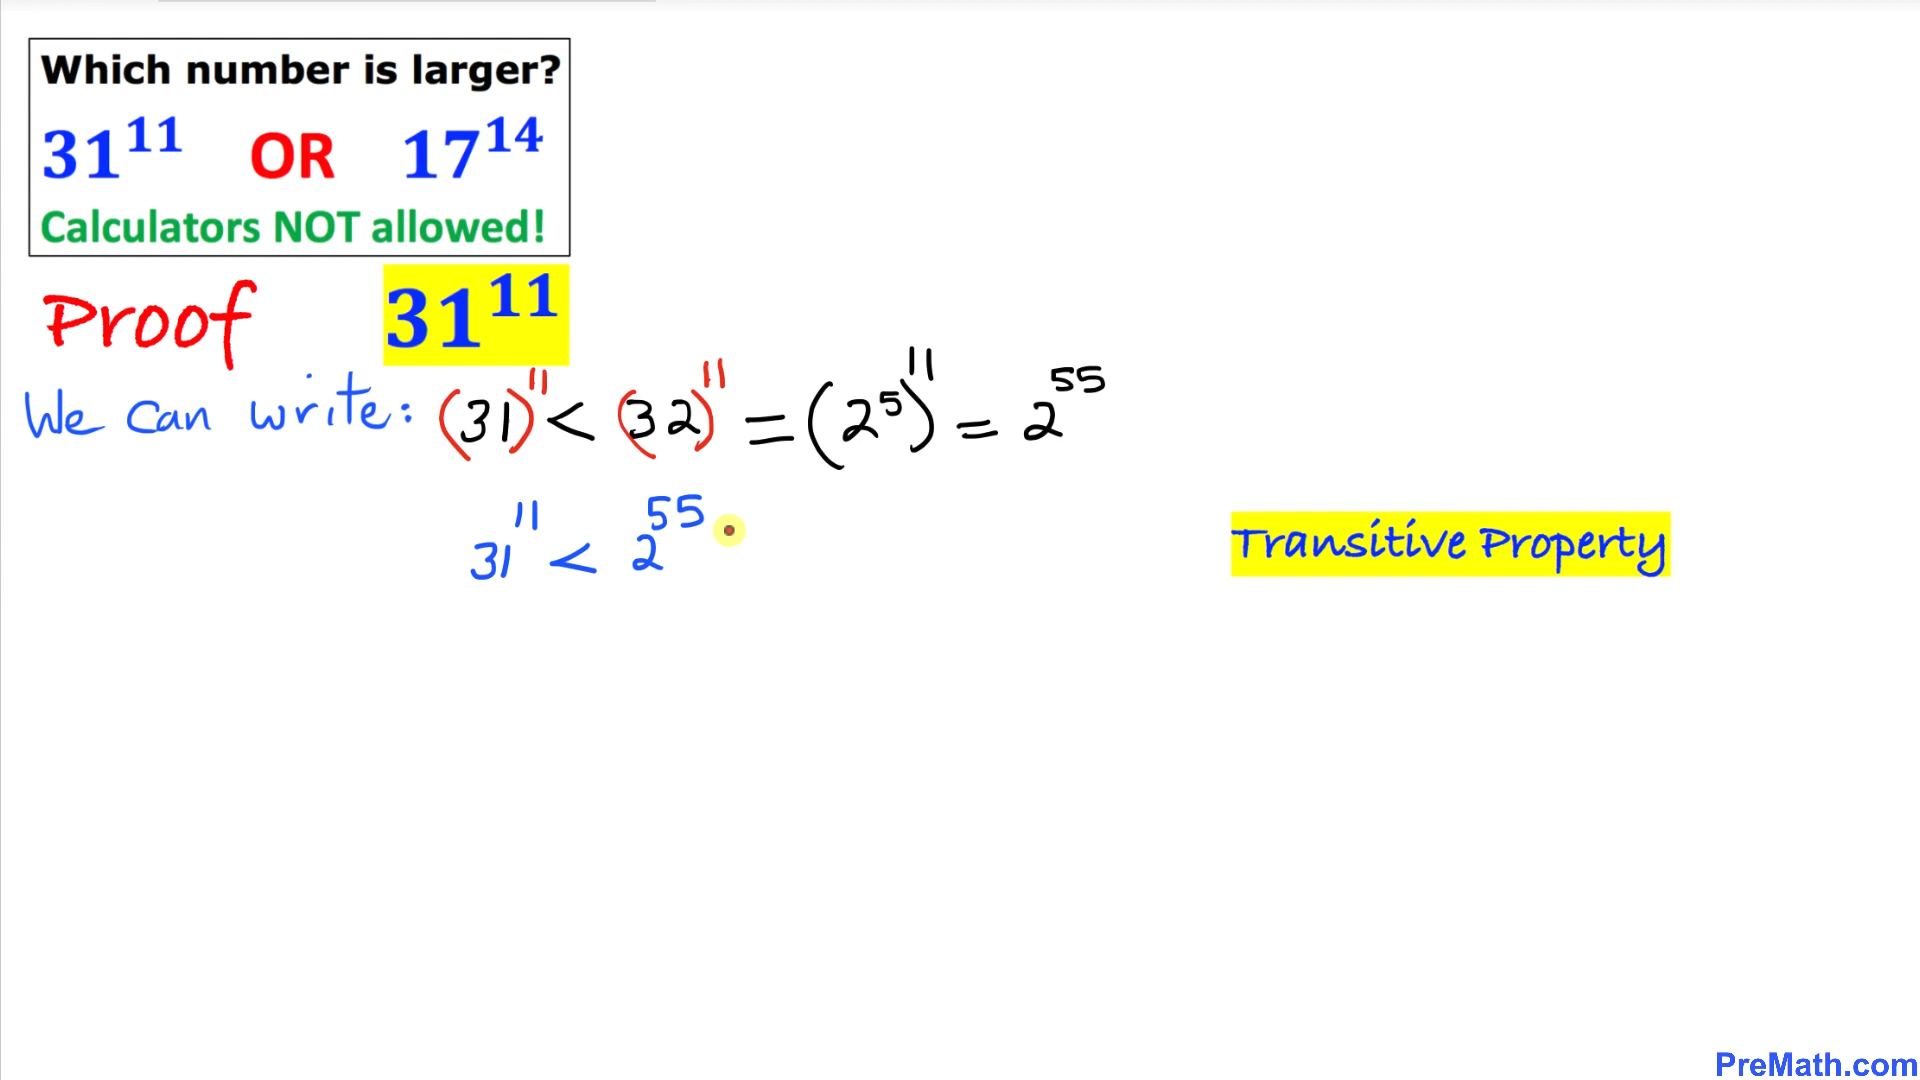 Which number is larger?
31¹¹ OR 17¹⁴
Calculators NOT allowed!
Proof 31¹¹
We can write: (31)¹¹ < (32)¹¹ = (2⁵)¹¹ = 2⁵⁵
31¹¹ < 2⁵⁵
Transitive Property
PreMath.com